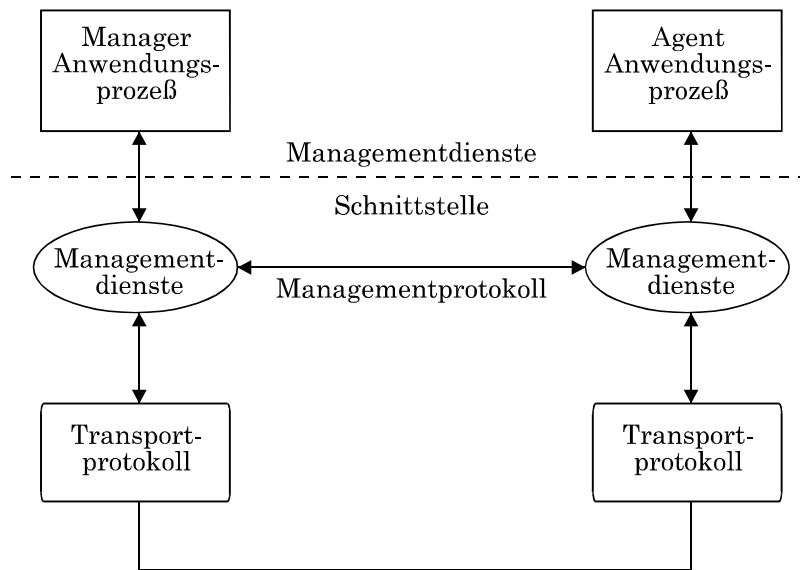 Manager
Anwendungs-
prozeß
Agent
Anwendungs-
prozeß
Managementdienste
Schnittstelle
Management-
dienste
Managementprotokoll
Management-
dienste
Transport-
protokoll
Transport-
protokoll